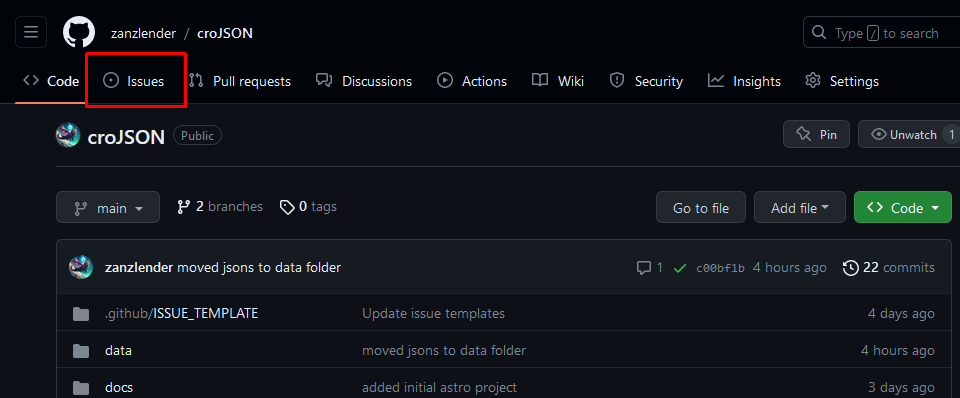 zanzlender / croJSON
Type / to search
Code Issues Pull requests Discussions Actions Wiki Security Insights Settings
croJSON Public
Pin Unwatch 1
main 2 branches 0 tags Go to file Add file Code
zanzlender moved jsons to data folder 1 c00bf1b 4 hours ago 22 commits
.github/ISSUE_TEMPLATE Update issue templates 4 days ago
data moved jsons to data folder 4 hours ago
docs added initial astro project 3 days ago